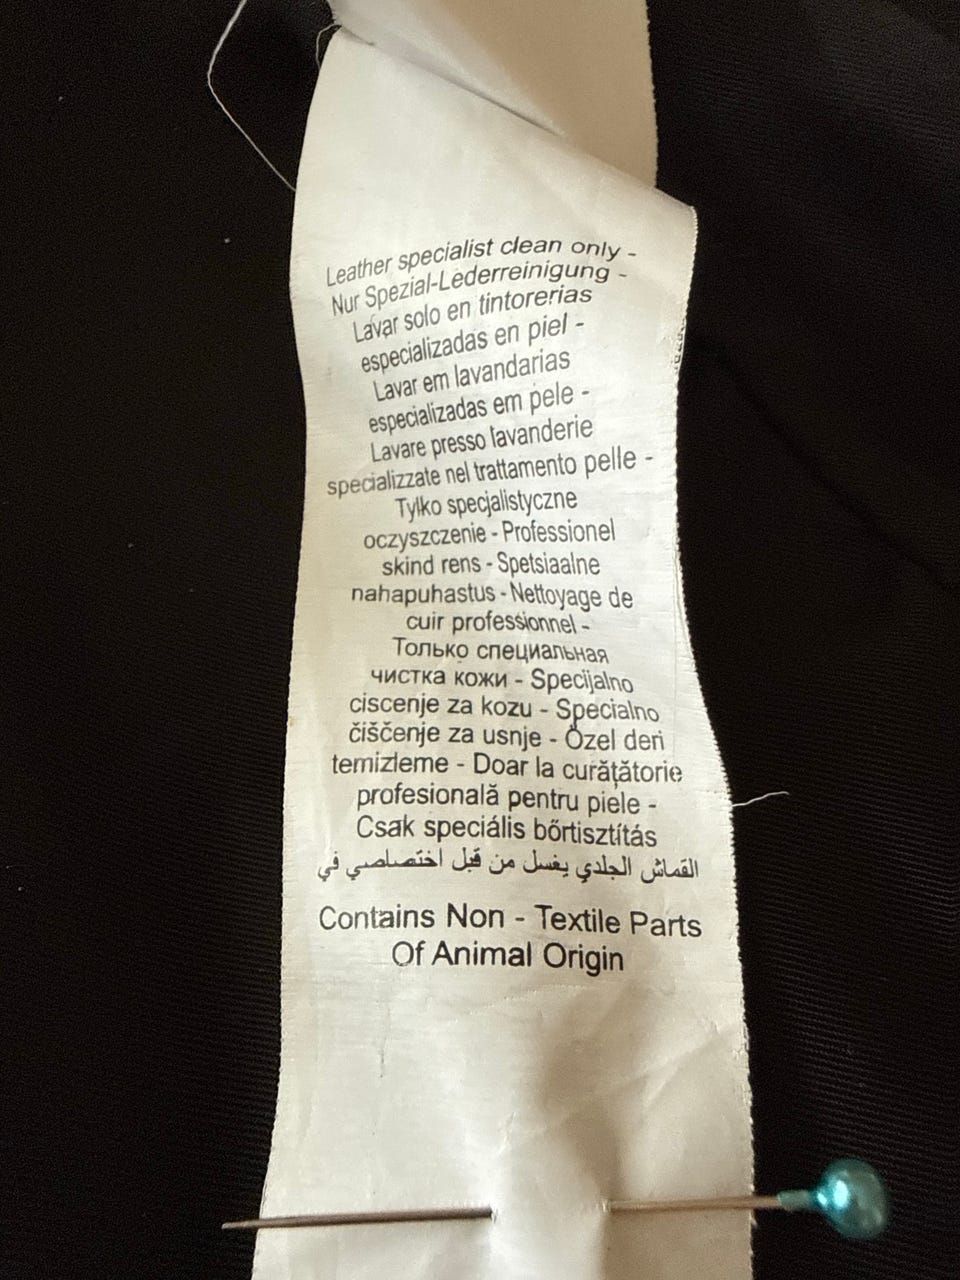 Leather specialist clean only -
Nur Spezial-Lederreinigung -
Lavar solo en tintorerias
especializadas en piel -
Lavar em lavandarias
especializadas em pele -
Lavare presso lavanderie
specializzate nel trattamento pelle -
Tylko specjalistyczne
oczyszczenie - Professionel
skind rens - Spetsiaalne
nahapuhastus - Nettoyage de
cuir professionnel -
Только специальная
чистка кожи - Specijalno
ciscenje za kozu - Specialno
čiščenje za usnje - Özel deri
temizleme - Doar la curățătorie
profesională pentru piele -
Csak speciális bőrtisztítás
القماش الجلدي يغسل من قبل اختصاصي في
Contains Non - Textile Parts
Of Animal Origin